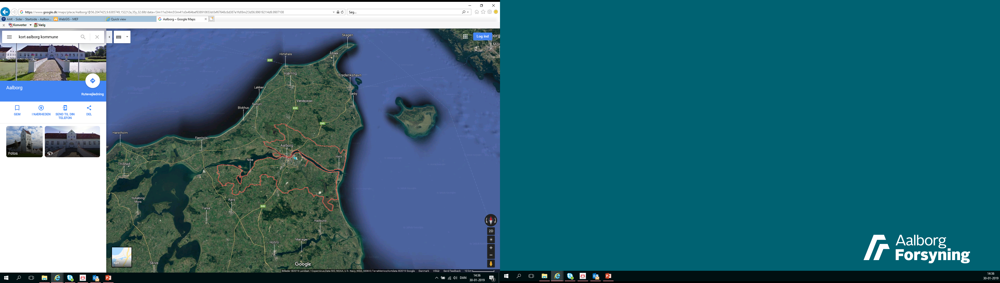 https://www.google.dk/maps/place/Aalborg/@56.2047425,9.6385749,152212a,35y,32.68t/data=!3m1!1e3!4m5!3m4!1s0x464bef938910653d:0xf67648c6d387e1fd!8m2!3d56.9961921!4d9.9907108
Søg...
AAK - Sider - Startside - Aalbor...
WebGIS - MEF
Quick view
Aalborg – Google Maps
x Konverter
Vælg
kort aalborg kommune
Log ind
Aalborg
Rutevejledning
GEM
I NÆRHEDEN
SEND TIL DIN
TELEFON
DEL
Fotos
Skagen
Ålbæk
Hirtshals
E39
Hjørring
Frederikshavn
Løkken
Sæby
Vendsyssel
Saltum
Blokhus
E39
E45
Hanstholm
Fjerritslev
Aalborg
Hals
Nibe
Thisted
Nykøbing
Mors
Aars
Farsø
E45
Hadsund
Mariager
Hobro
Skive
Kort
2D
Google
Billeder ©2019 Landsat / Copernicus,Data SIO, NOAA, U.S. Navy, NGA, GEBCO,TerraMetrics,Kortdata ©2019 Google
Danmark
Vilkår
Send feedback
10 km
DAN
14:36
30-01-2019
3
Aalborg
Forsyning
14:36
30-01-2019